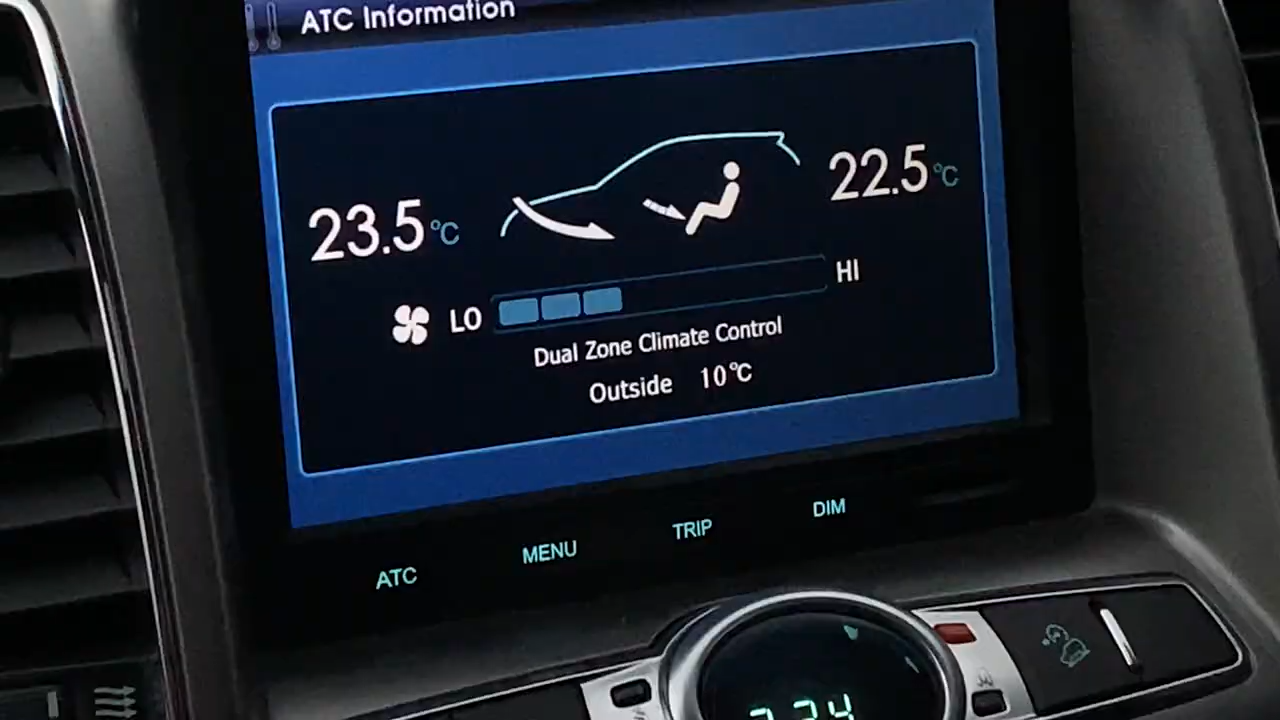 ATC Information
23.5°C
22.5°C
LO
HI
Dual Zone Climate Control
Outside 10°C
ATC
MENU
TRIP
DIM